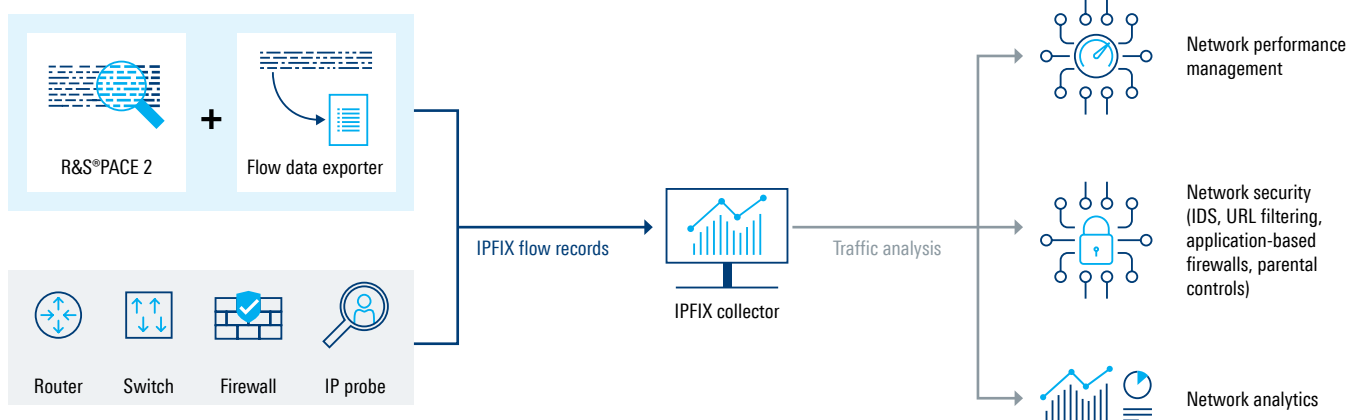 R&S®PACE 2
+
Flow data exporter
Router
Switch
Firewall
IP probe
IPFIX flow records
IPFIX collector
Traffic analysis
Network performance
management
Network security
(IDS, URL filtering,
application-based
firewalls, parental
controls)
Network analytics